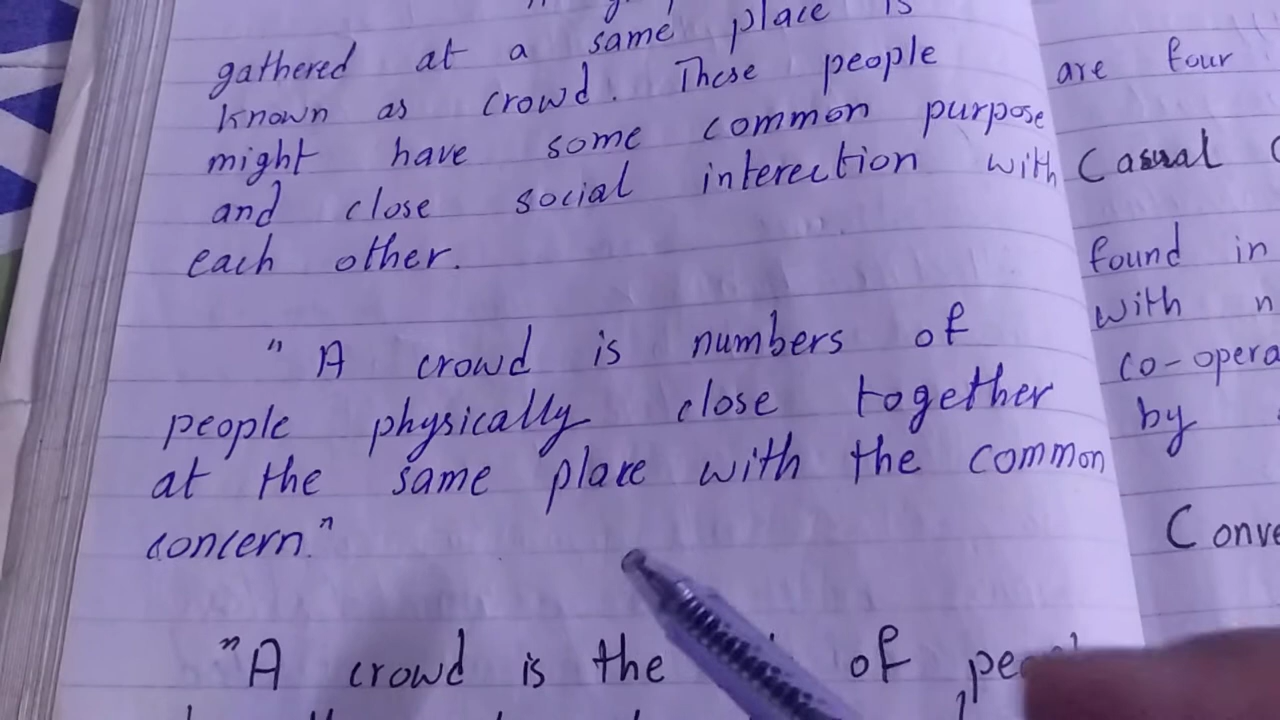 gathered at a same place is
known as crowd. These people
might have some common purpose
and close social interection with
each other.
"A crowd is numbers of
people physically close together
at the same place with the common
concern."
"A crowd is the of
are four
Casual
found in
with n
co-opera
by
Conve